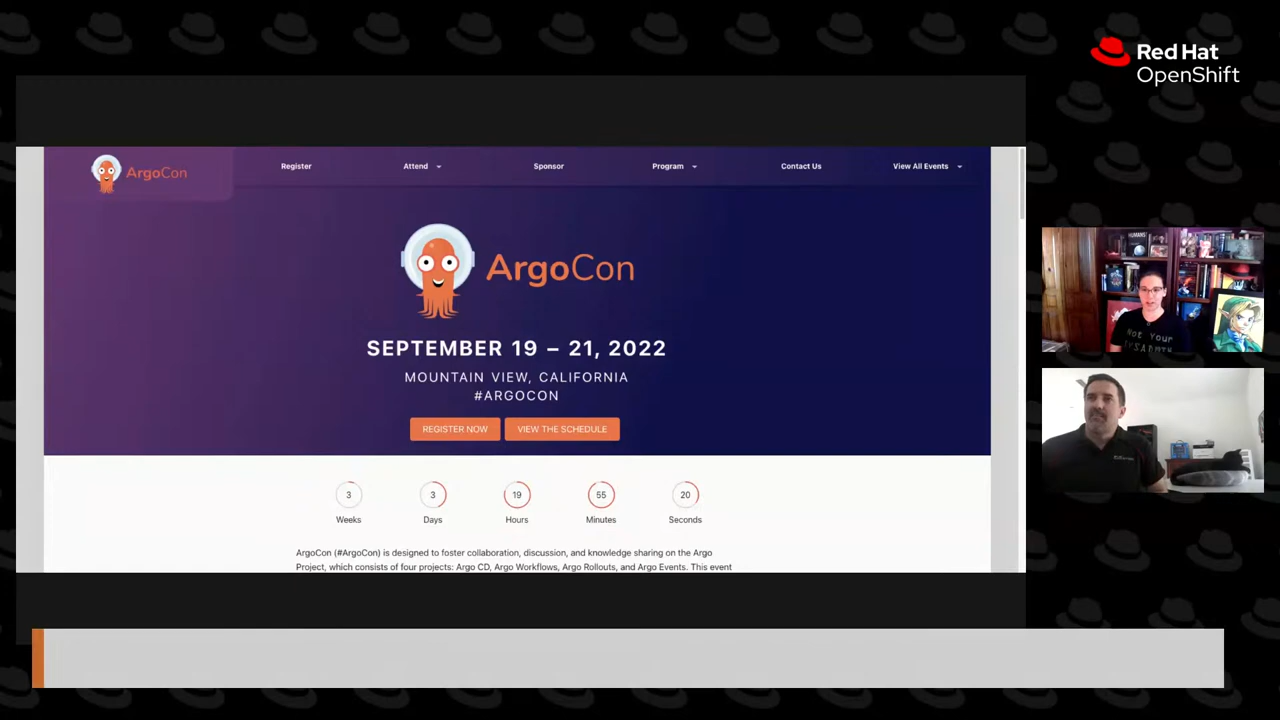 Red Hat
OpenShift
ArgoCon
Register
Attend
Sponsor
Program
Contact Us
View All Events
ArgoCon
SEPTEMBER 19 – 21, 2022
MOUNTAIN VIEW, CALIFORNIA
#ARGOCON
REGISTER NOW
VIEW THE SCHEDULE
3
3
19
55
20
Weeks
Days
Hours
Minutes
Seconds
ArgoCon (#ArgoCon) is designed to foster collaboration, discussion, and knowledge sharing on the Argo
Project, which consists of four projects: Argo CD, Argo Workflows, Argo Rollouts, and Argo Events. This event
HUMANS!
NOT YOUR